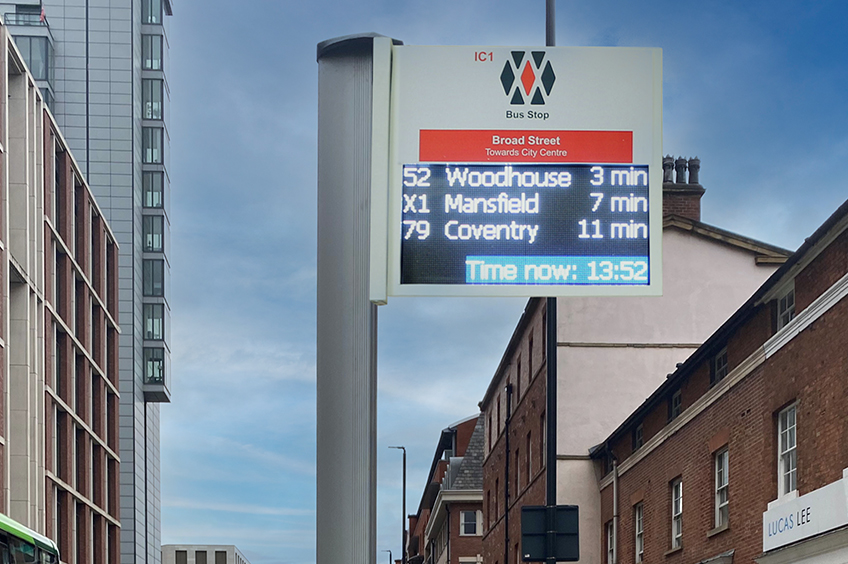 IC1
Bus Stop
Broad Street
Towards City Centre
52 Woodhouse 3 min
X1 Mansfield 7 min
79 Coventry 11 min
Time now: 13:52
LUCAS LEE